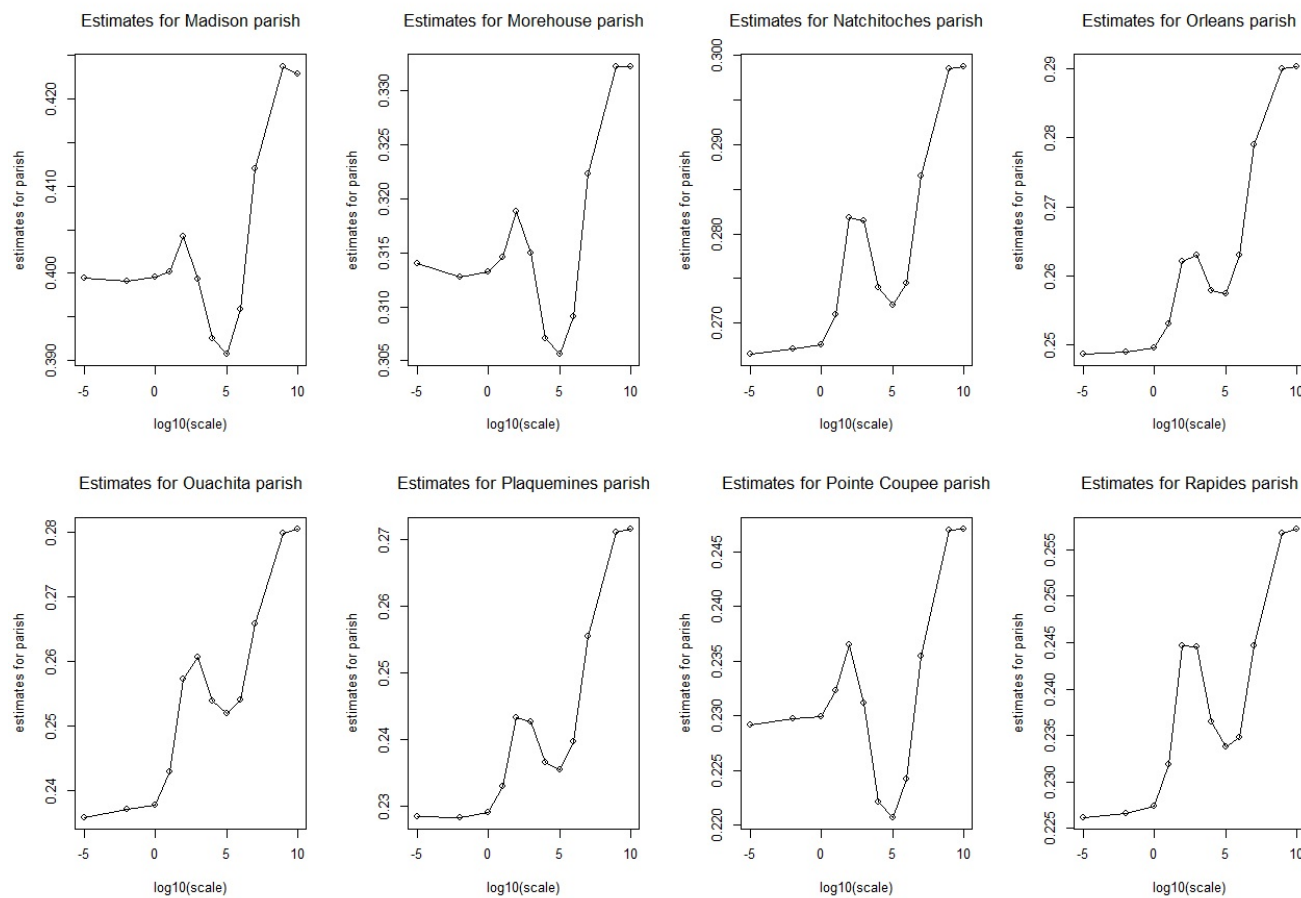 Estimates for Madison parish
estimates for parish
0.390 0.400 0.410 0.420
-5 0 5 10
log10(scale)
Estimates for Morehouse parish
estimates for parish
0.305 0.310 0.315 0.320 0.325 0.330
-5 0 5 10
log10(scale)
Estimates for Natchitoches parish
estimates for parish
0.270 0.280 0.290 0.300
-5 0 5 10
log10(scale)
Estimates for Orleans parish
estimates for parish
0.25 0.26 0.27 0.28 0.29
-5 0 5 10
log10(scale)
Estimates for Ouachita parish
estimates for parish
0.24 0.25 0.26 0.27 0.28
-5 0 5 10
log10(scale)
Estimates for Plaquemines parish
estimates for parish
0.23 0.24 0.25 0.26 0.27
-5 0 5 10
log10(scale)
Estimates for Pointe Coupee parish
estimates for parish
0.220 0.225 0.230 0.235 0.240 0.245
-5 0 5 10
log10(scale)
Estimates for Rapides parish
estimates for parish
0.225 0.230 0.235 0.240 0.245 0.250 0.255
-5 0 5 10
log10(scale)